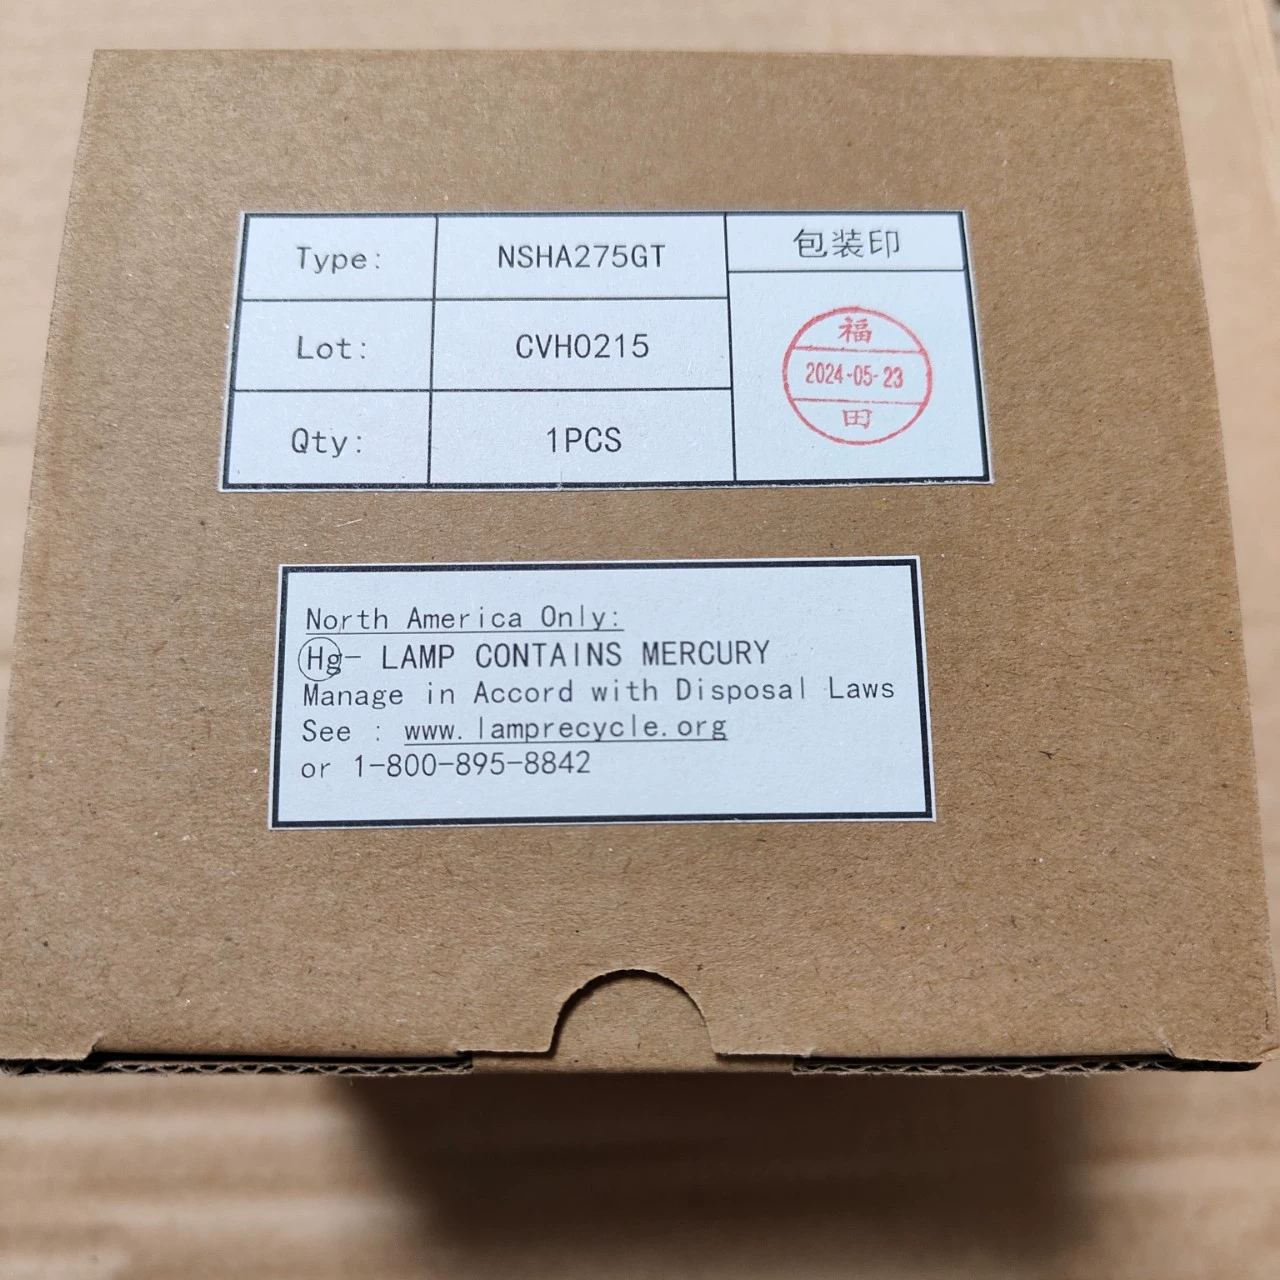 Type: NSHA275GT
Lot: CVH0215
Qty: 1PCS
包装印
福
2024-05-23
田
North America Only:
Hg- LAMP CONTAINS MERCURY
Manage in Accord with Disposal Laws
See : www.lamprecycle.org
or 1-800-895-8842